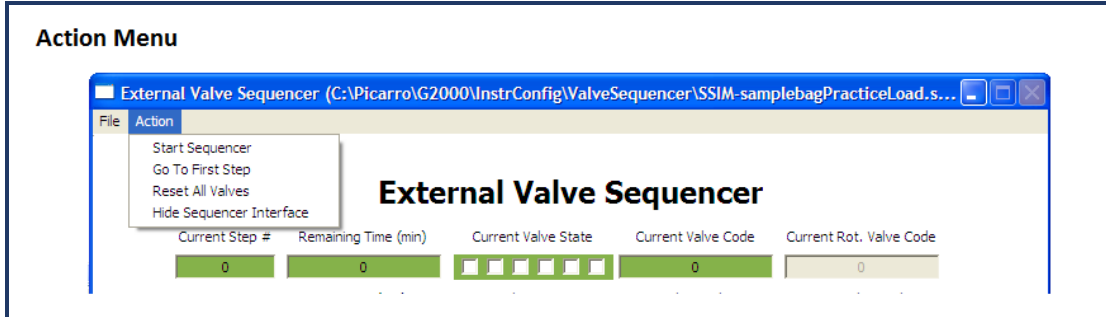 Action Menu
External Valve Sequencer (C:\Picarro\G2000\InstrConfig\ValveSequencer\SSIM-samplebagPracticeLoad.s...
File Action
Start Sequencer
Go To First Step
Reset All Valves
Hide Sequencer Interface
External Valve Sequencer
Current Step # Remaining Time (min) Current Valve State Current Valve Code Current Rot. Valve Code
0 0 0 0